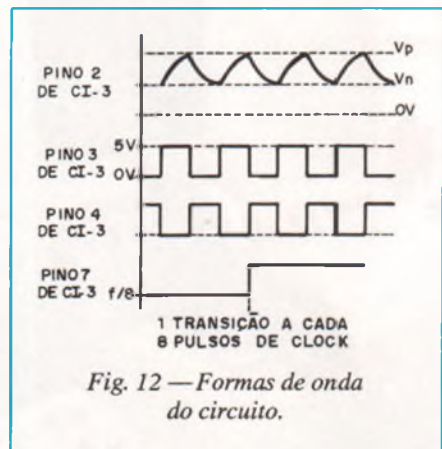 Vp
PINO 2
DE CI-3
Vn
OV
PINO 3
DE CI-3
5V
OV
PINO 4
DE CI-3
PINO 7
DE CI-3
f/8
1 TRANSIÇÃO A CADA
8 PULSOS DE CLOCK
Fig. 12 — Formas de onda
do circuito.